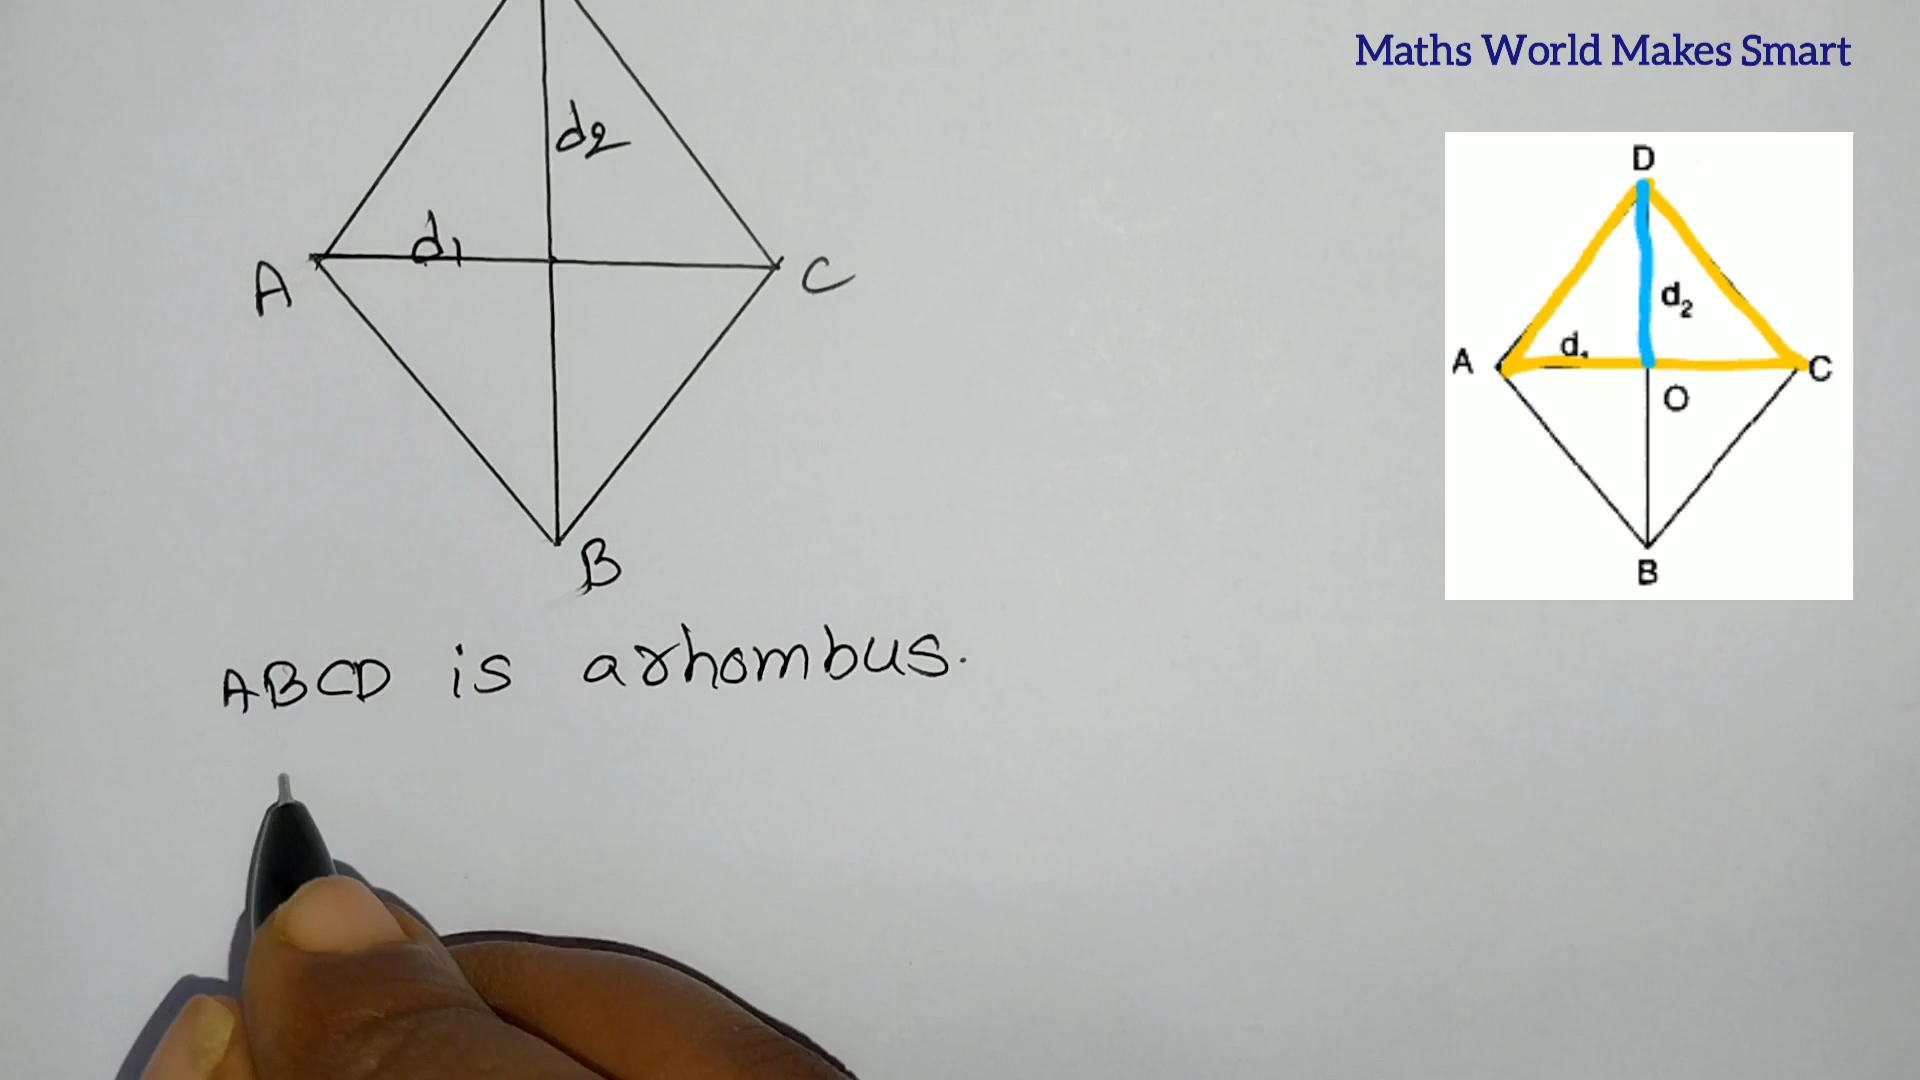 Maths World Makes Smart
d2
d1
A
C
B
ABCD is a rhombus.
D
d2
d1
A
C
O
B